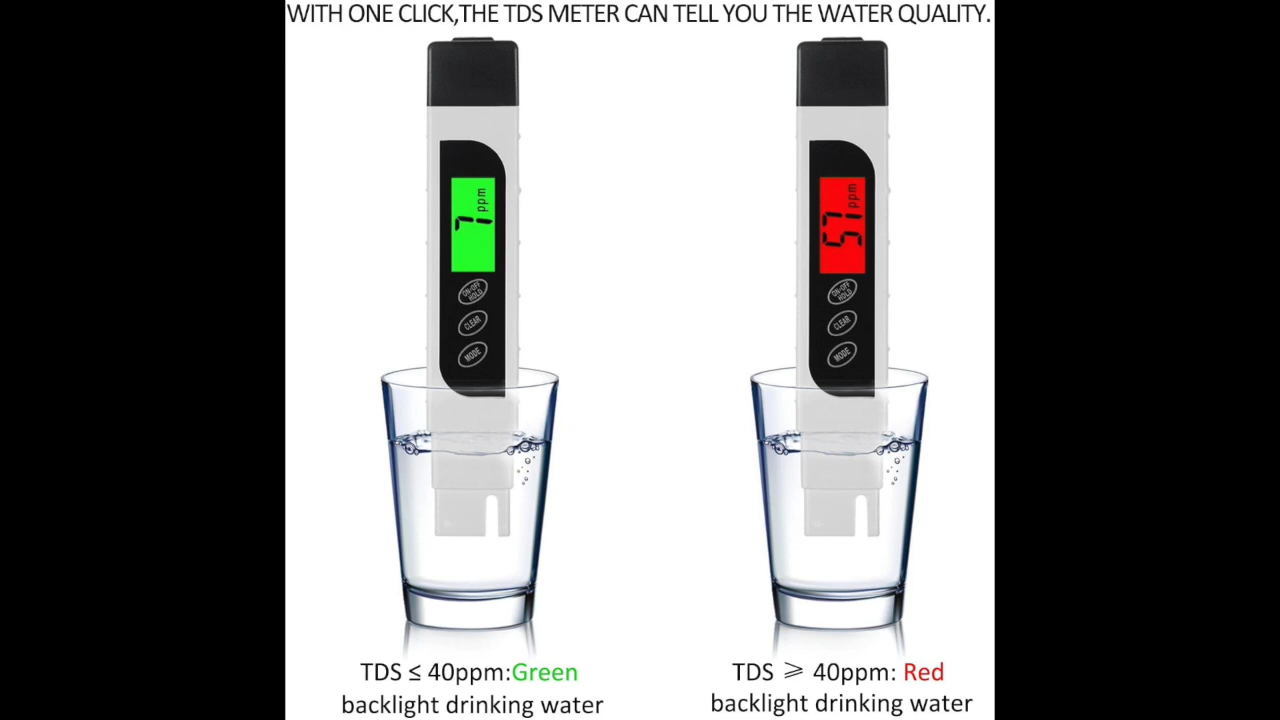 WITH ONE CLICK,THE TDS METER CAN TELL YOU THE WATER QUALITY.
7 ppm
ON-OFF
HOLD
CLEAR
MODE
57 ppm
ON-OFF
HOLD
CLEAR
MODE
TDS ≤ 40ppm:Green
backlight drinking water
TDS ⩾ 40ppm: Red
backlight drinking water